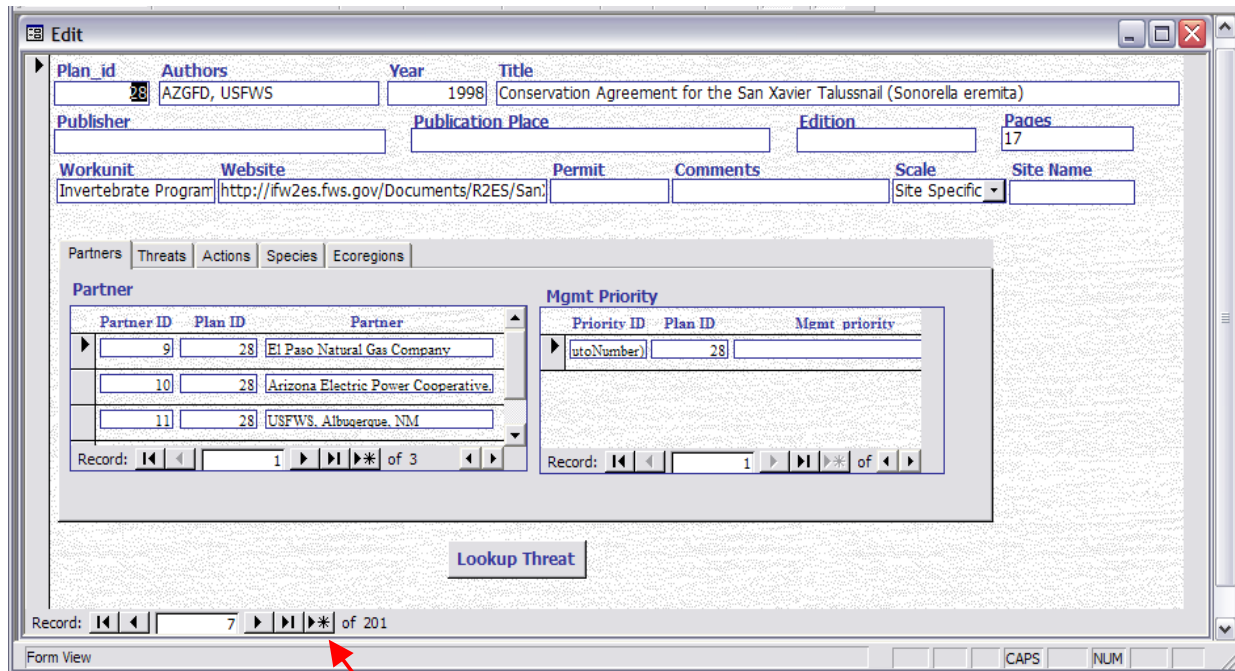 Edit
Plan_id Authors Year Title
28 AZGFD, USFWS 1998 Conservation Agreement for the San Xavier Talussnail (Sonorella eremita)
Publisher Publication Place Edition Pages
17
Workunit Website Permit Comments Scale Site Name
Invertebrate Program http://ifw2es.fws.gov/Documents/R2ES/San Site Specific
Partners Threats Actions Species Ecoregions
Partner Mgmt Priority
Partner ID Plan ID Partner Priority ID Plan ID Mgmt priority
9 28 El Paso Natural Gas Company utoNumber) 28
10 28 Arizona Electric Power Cooperative,
11 28 USFWS, Albuqerque, NM
Record: 1 of 3 Record: 1 of
Lookup Threat
Record: 7 of 201
Form View CAPS NUM